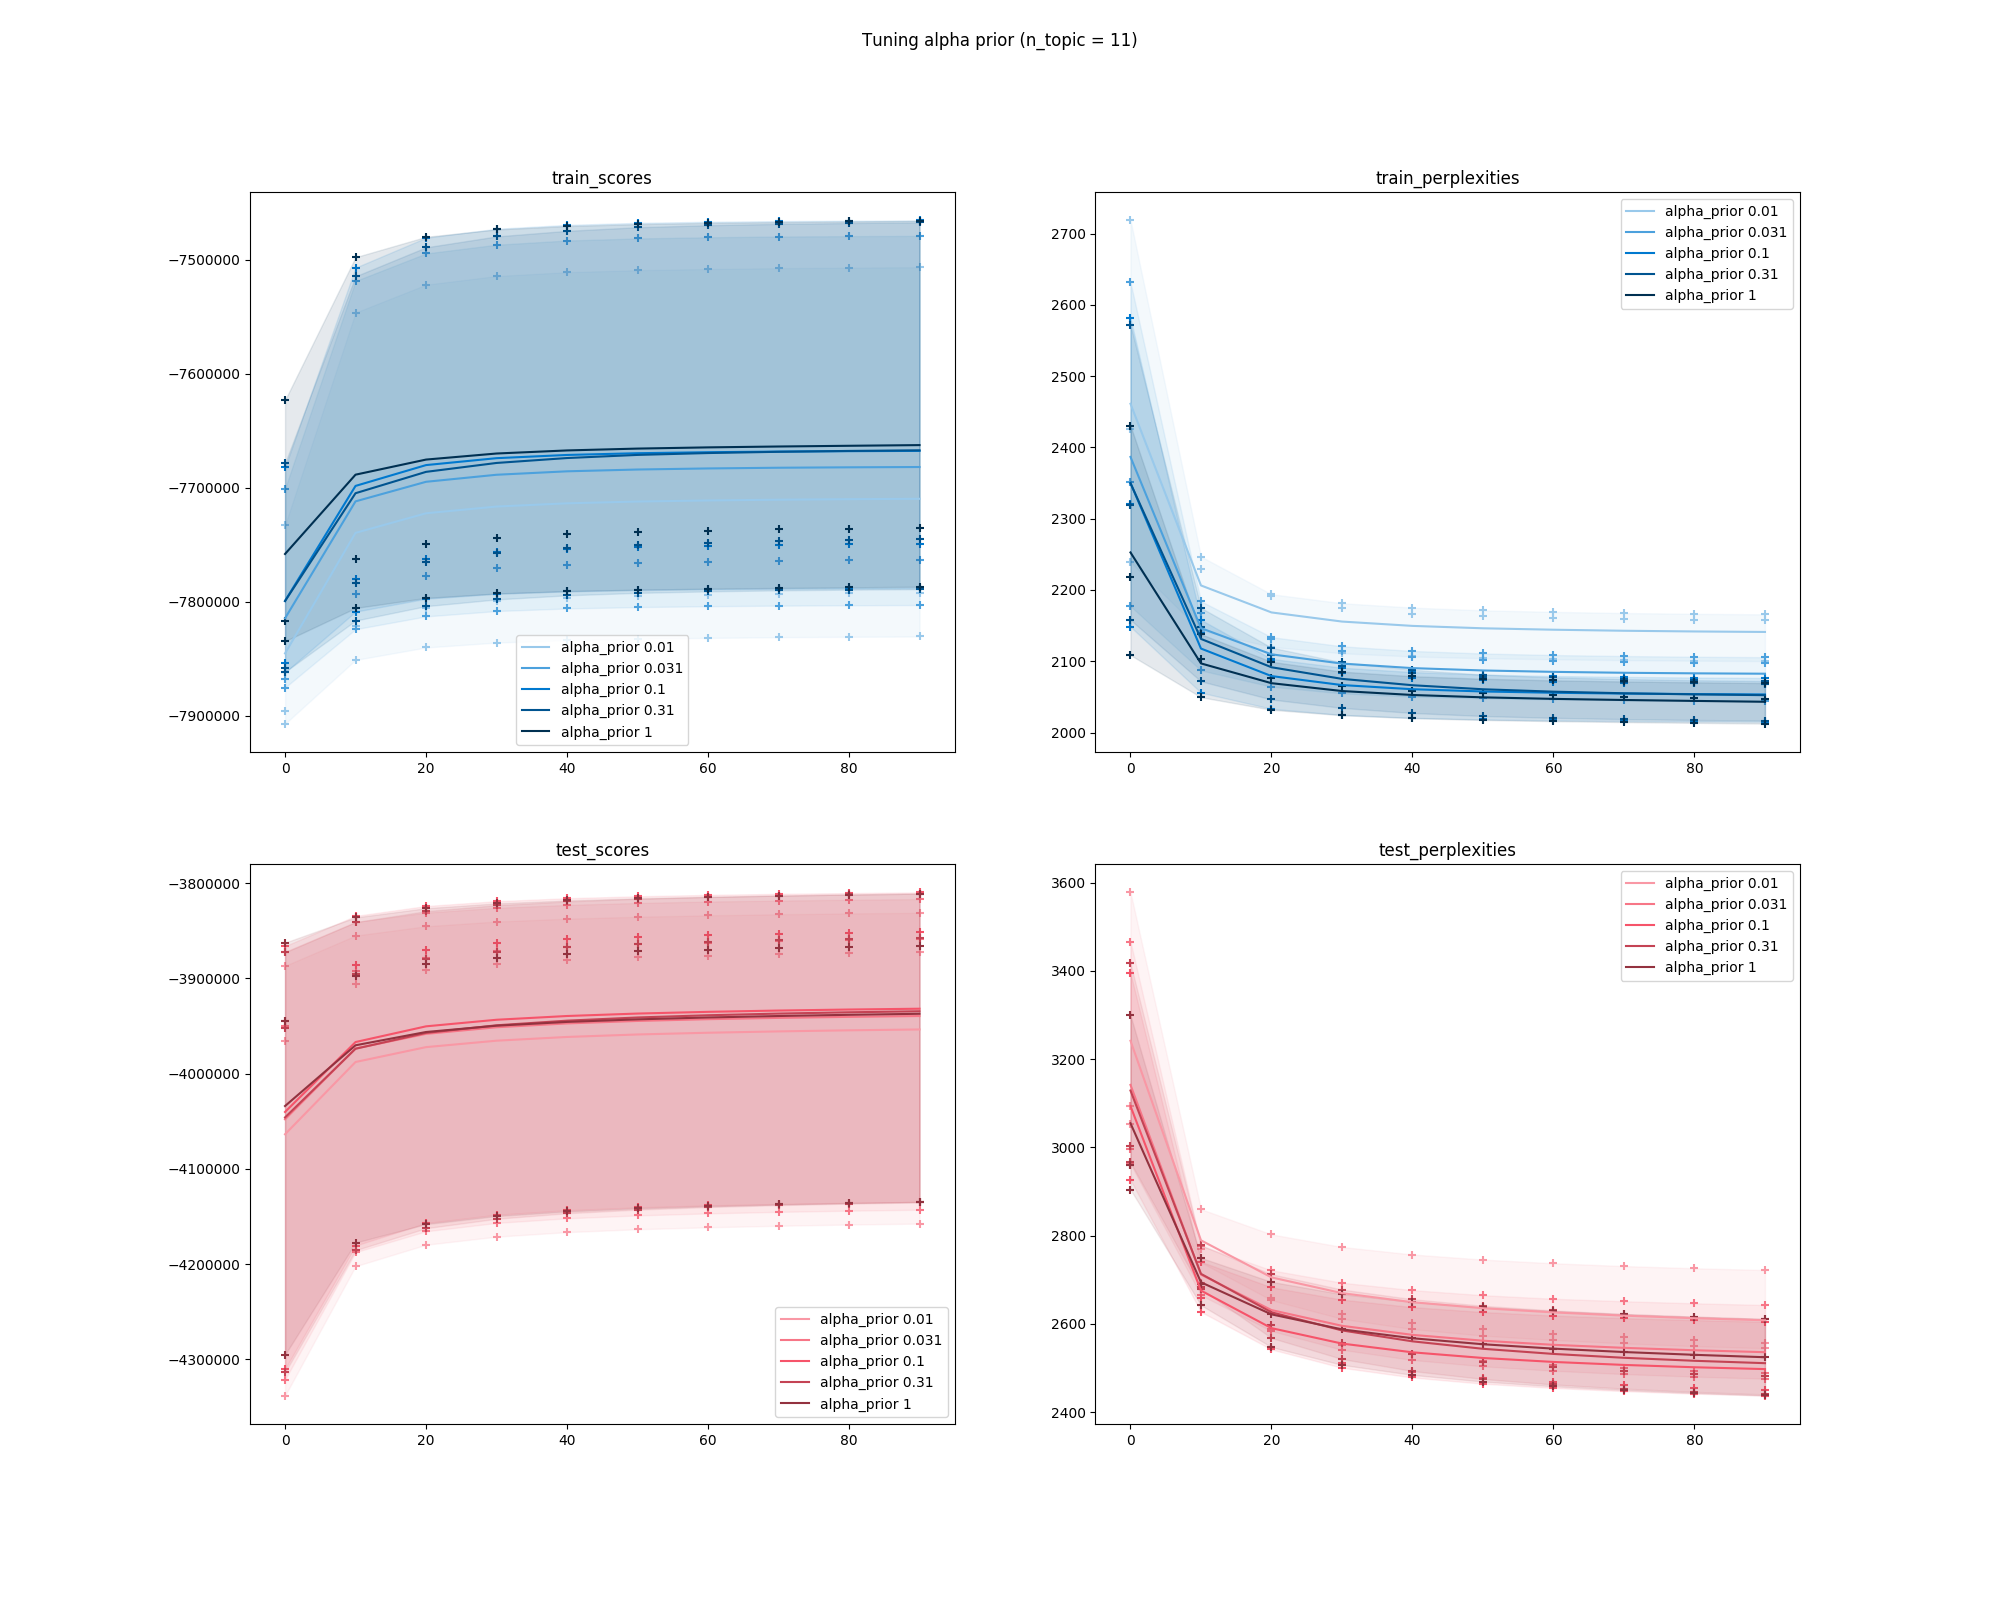 Tuning alpha prior (n_topic = 11)
train_scores
−7500000
−7600000
−7700000
−7800000
−7900000
0
20
40
60
80
alpha_prior 0.01
alpha_prior 0.031
alpha_prior 0.1
alpha_prior 0.31
alpha_prior 1
train_perplexities
2700
2600
2500
2400
2300
2200
2100
2000
0
20
40
60
80
alpha_prior 0.01
alpha_prior 0.031
alpha_prior 0.1
alpha_prior 0.31
alpha_prior 1
test_scores
−3800000
−3900000
−4000000
−4100000
−4200000
−4300000
0
20
40
60
80
alpha_prior 0.01
alpha_prior 0.031
alpha_prior 0.1
alpha_prior 0.31
alpha_prior 1
test_perplexities
3600
3400
3200
3000
2800
2600
2400
0
20
40
60
80
alpha_prior 0.01
alpha_prior 0.031
alpha_prior 0.1
alpha_prior 0.31
alpha_prior 1